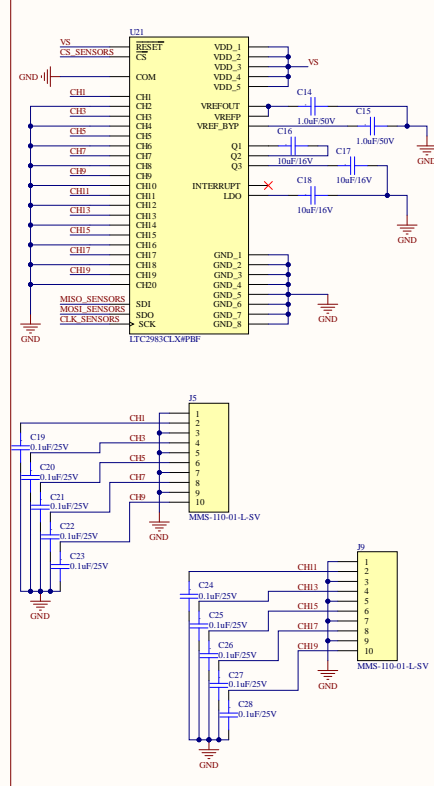 U21
VS
RESET
VDD_1
CS_SENSORS
CS
VDD_2
VDD_3
VS
GND
COM
VDD_4
VDD_5
CH1
CH1
CH2
VREFOUT
C14
1.0uF/50V
CH3
CH3
VREFP
CH4
VREF_BYP
C15
1.0uF/50V
CH5
CH5
CH6
Q1
C16
10uF/16V
GND
CH7
CH7
Q2
CH8
Q3
C17
10uF/16V
CH9
CH9
CH10
INTERRUPT
CH11
CH11
LDO
C18
10uF/16V
CH12
CH13
CH13
CH14
GND
CH15
CH15
CH16
CH17
CH17
GND_1
CH18
GND_2
CH19
CH19
GND_3
CH20
GND_4
GND_5
MISO_SENSORS
SDI
GND_6
MOSI_SENSORS
SDO
GND_7
GND
CLK_SENSORS
SCK
GND_8
GND
LTC2983CLX#PBF
J5
1
CH1
2
3
CH3
4
5
CH5
6
7
CH7
8
9
CH9
10
MMS-110-01-L-SV
GND
C19
0.1uF/25V
C20
0.1uF/25V
C21
0.1uF/25V
C22
0.1uF/25V
C23
0.1uF/25V
GND
J9
1
CH11
2
3
CH13
4
5
CH15
6
7
CH17
8
9
CH19
10
MMS-110-01-L-SV
GND
C24
0.1uF/25V
C25
0.1uF/25V
C26
0.1uF/25V
C27
0.1uF/25V
C28
0.1uF/25V
GND